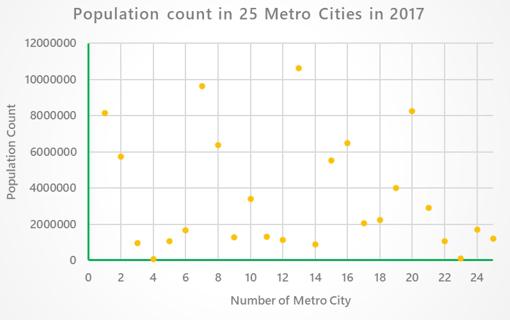 Population count in 25 Metro Cities in 2017
Population Count
12000000
10000000
8000000
6000000
4000000
2000000
0
0 2 4 6 8 10 12 14 16 18 20 22 24
Number of Metro City